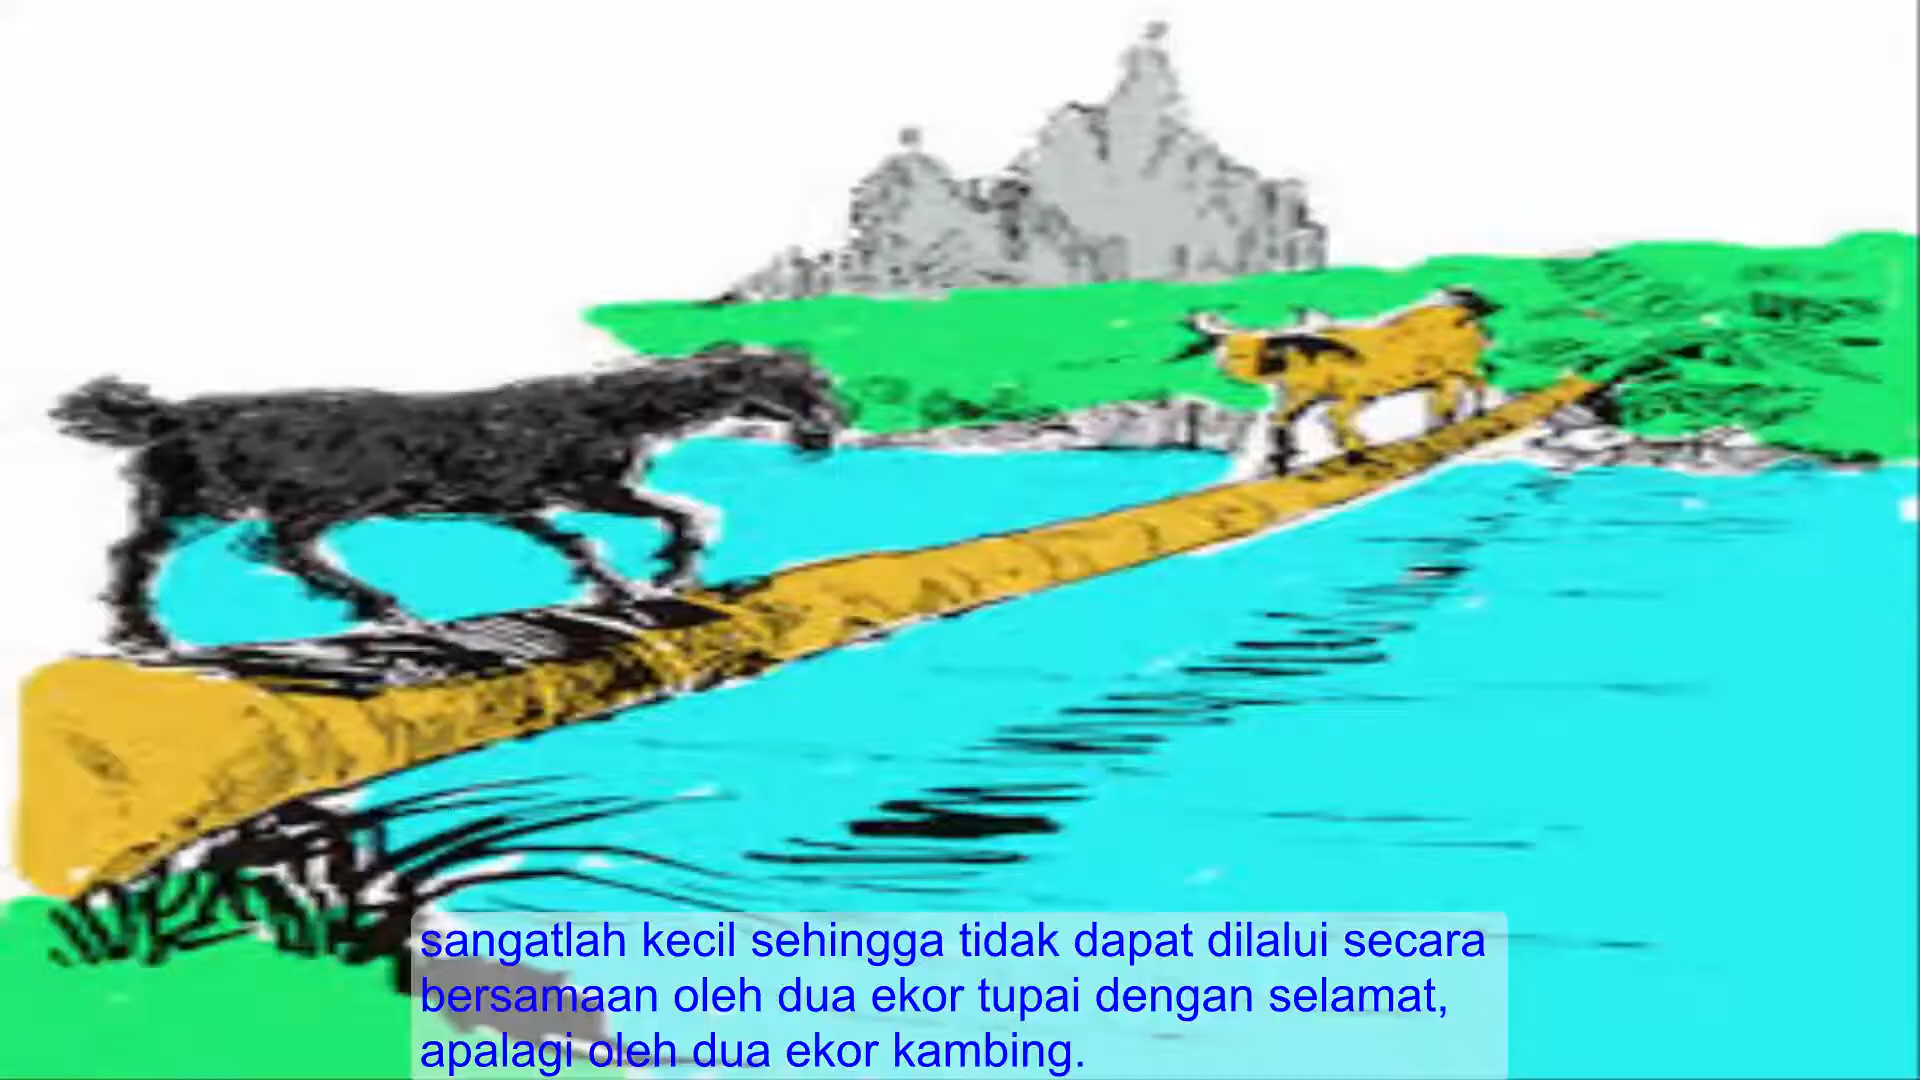 sangatlah kecil sehingga tidak dapat dilalui secara
bersamaan oleh dua ekor tupai dengan selamat,
apalagi oleh dua ekor kambing.